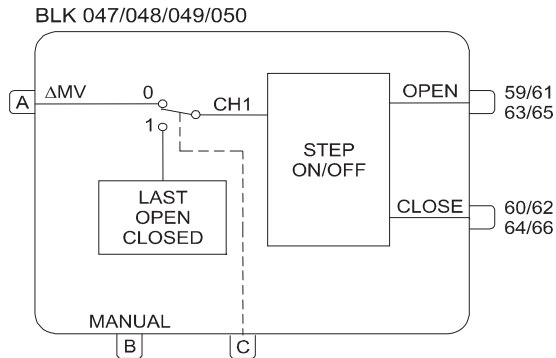 BLK 047/048/049/050
A
ΔMV
0
1
CH1
STEP
ON/OFF
OPEN
59/61
63/65
CLOSE
60/62
64/66
LAST
OPEN
CLOSED
MANUAL
B
C